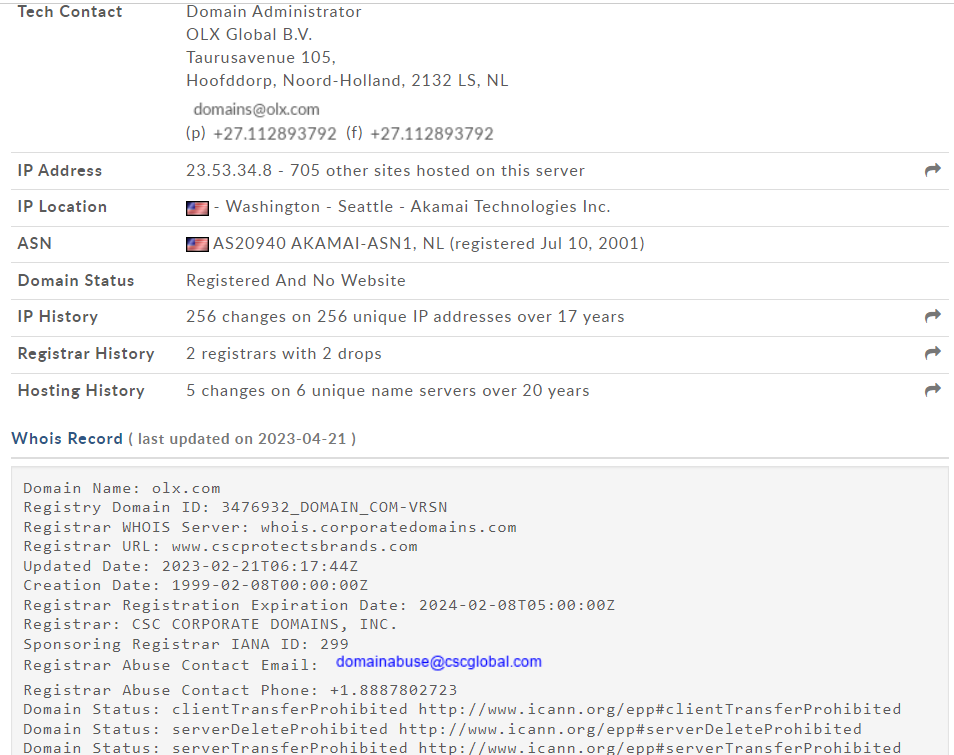 Tech Contact Domain Administrator
OLX Global B.V.
Taurusavenue 105,
Hoofddorp, Noord-Holland, 2132 LS, NL
domains@olx.com
(p) +27.112893792 (f) +27.112893792
IP Address 23.53.34.8 - 705 other sites hosted on this server
IP Location - Washington - Seattle - Akamai Technologies Inc.
ASN AS20940 AKAMAI-ASN1, NL (registered Jul 10, 2001)
Domain Status Registered And No Website
IP History 256 changes on 256 unique IP addresses over 17 years
Registrar History 2 registrars with 2 drops
Hosting History 5 changes on 6 unique name servers over 20 years
Whois Record ( last updated on 2023-04-21 )
Domain Name: olx.com
Registry Domain ID: 3476932_DOMAIN_COM-VRSN
Registrar WHOIS Server: whois.corporatedomains.com
Registrar URL: www.cscprotectsbrands.com
Updated Date: 2023-02-21T06:17:44Z
Creation Date: 1999-02-08T00:00:00Z
Registrar Registration Expiration Date: 2024-02-08T05:00:00Z
Registrar: CSC CORPORATE DOMAINS, INC.
Sponsoring Registrar IANA ID: 299
Registrar Abuse Contact Email: domainabuse@cscglobal.com
Registrar Abuse Contact Phone: +1.8887802723
Domain Status: clientTransferProhibited http://www.icann.org/epp#clientTransferProhibited
Domain Status: serverDeleteProhibited http://www.icann.org/epp#serverDeleteProhibited
Domain Status: serverTransferProhibited http://www.icann.org/epp#serverTransferProhibited